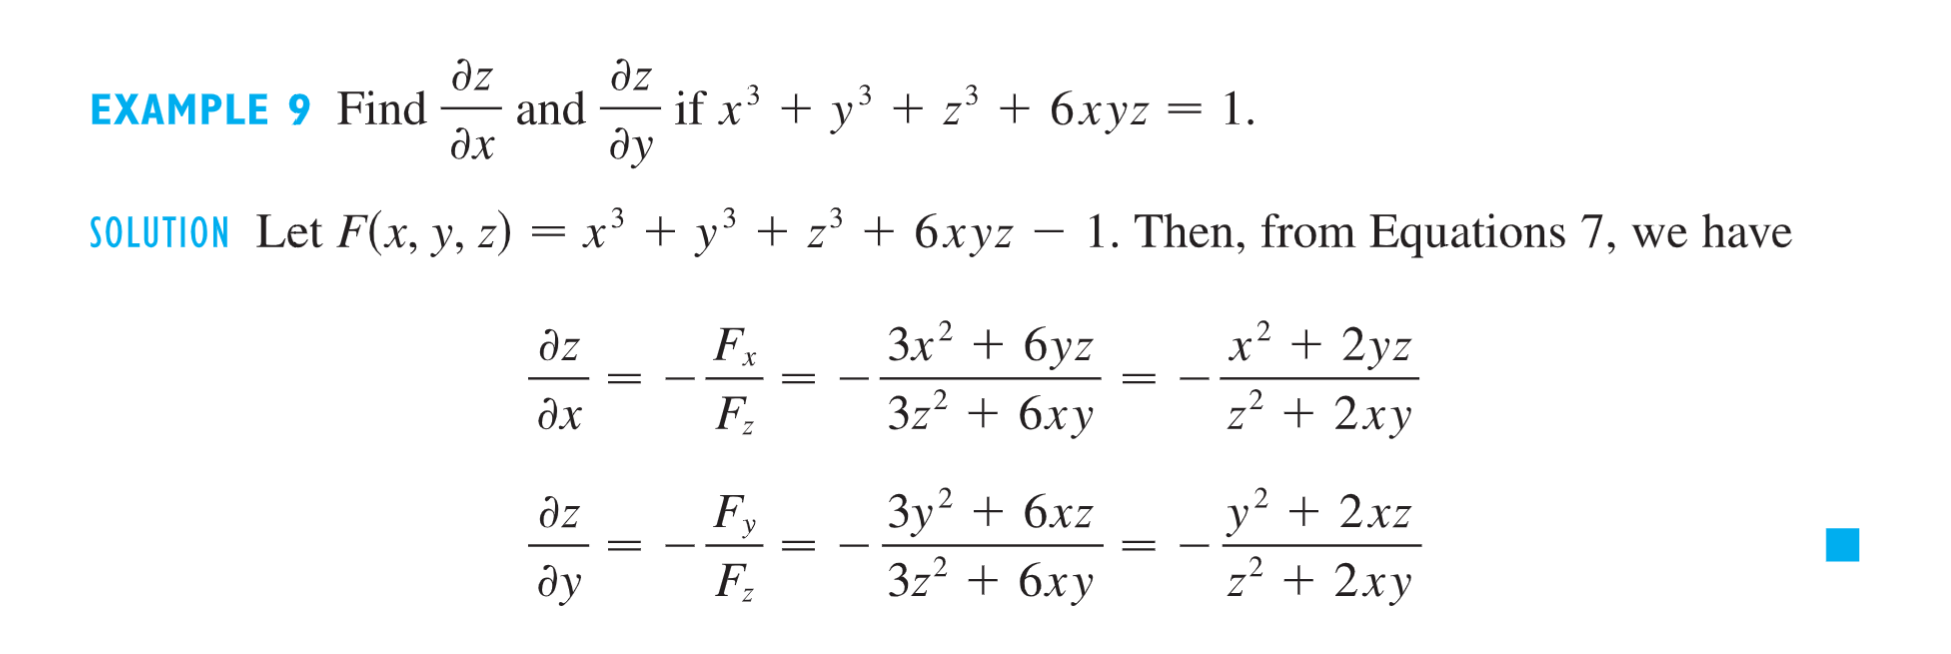 EXAMPLE 9 Find ∂z/∂x and ∂z/∂y if x³ + y³ + z³ + 6xyz = 1.
SOLUTION Let F(x, y, z) = x³ + y³ + z³ + 6xyz − 1. Then, from Equations 7, we have
∂z/∂x = −F_x/F_z = −(3x² + 6yz)/(3z² + 6xy) = −(x² + 2yz)/(z² + 2xy)
∂z/∂y = −F_y/F_z = −(3y² + 6xz)/(3z² + 6xy) = −(y² + 2xz)/(z² + 2xy)